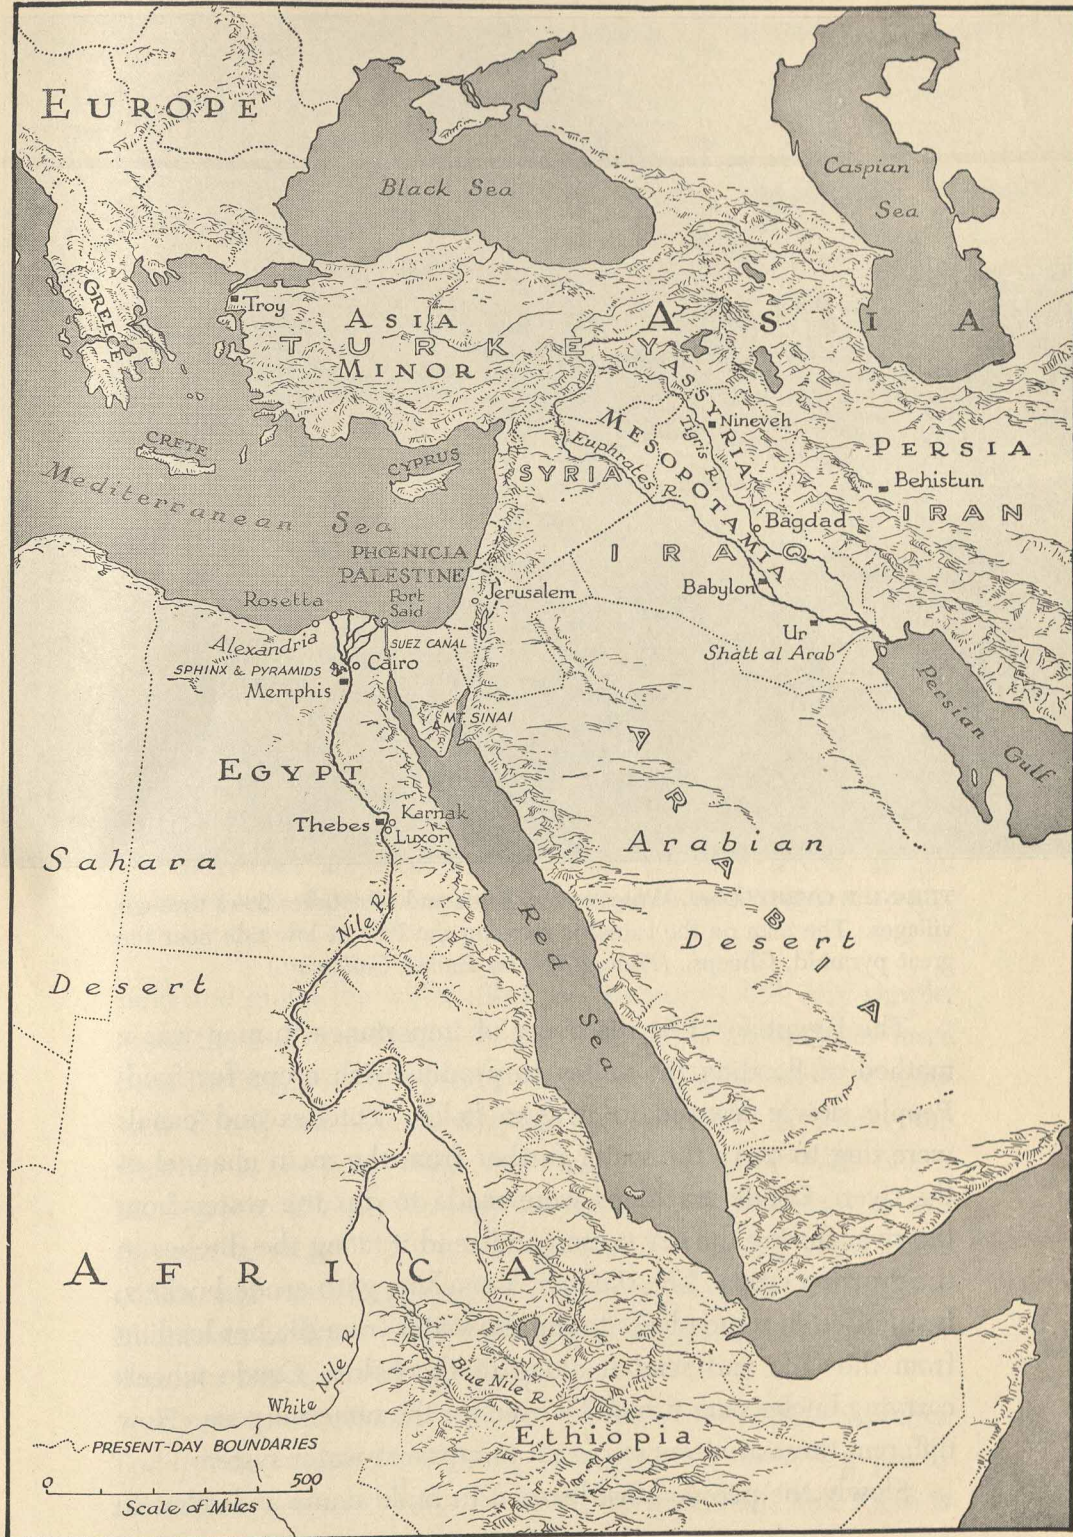 EUROPE
Black Sea
Caspian
Sea
GREECE
Troy
ASIA
MINOR
TURKEY
ASIA
ASSYRIA
Nineveh
Tigris R.
MESOPOTAMIA
Euphrates R.
SYRIA
PERSIA
Behistun
IRAN
CRETE
CYPRUS
Mediterranean Sea
Bagdad
IRAQ
PHŒNICIA
PALESTINE
Babylon
Jerusalem
Port
Said
Rosetta
Alexandria
SUEZ CANAL
Ur
Shatt al Arab
SPHINX & PYRAMIDS
Cairo
Memphis
MT. SINAI
Persian Gulf
EGYPT
ARABIA
Karnak
Thebes
Luxor
Arabian
Desert
Sahara
Desert
Nile R.
Red Sea
AFRICA
Blue Nile R.
White Nile R.
Ethiopia
PRESENT-DAY BOUNDARIES
0 500
Scale of Miles